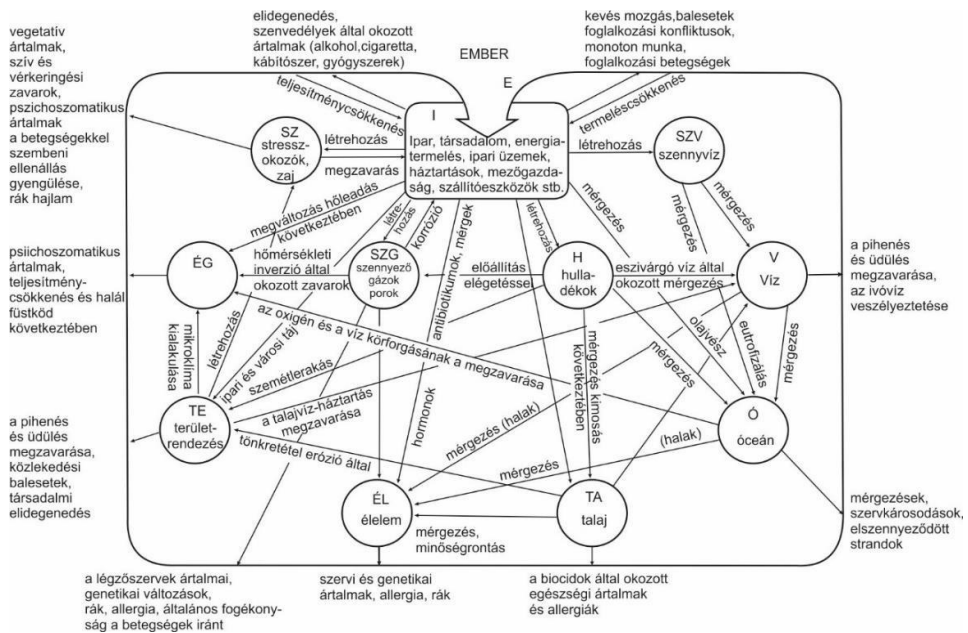 vegetatív
ártalmak,
szív és
vérkeringési
zavarok,
pszichoszomatikus
ártalmak
a betegségekkel
szembeni
ellenállás
gyengülése,
rák hajlam
elidegenedés,
szenvedélyek által okozott
ártalmak (alkohol,cigaretta,
kábítószer, gyógyszerek)
EMBER
E
kevés mozgás,balesetek
foglalkozási konfliktusok,
monoton munka,
foglalkozási betegségek
teljesítménycsökkenés
termeléscsökkenés
I
Ipar, társadalom, energia-
termelés, ipari üzemek,
háztartások, mezőgazda-
ság, szállítóeszközök stb.
SZ
stressz-
okozók,
zaj
létrehozás
megzavarás
létrehozás
SZV
szennyvíz
megváltozás hőleadás
következtében
létre-
hozás
korrózió
antibiotikumok, mérgek
létrehozás
mérgezés
mérgezés
mérgezés
psiichoszomatikus
ártalmak,
teljesítmény-
csökkenés és halál
füstköd
következtében
ÉG
hőmérsékleti
inverzió által
okozott zavarok
SZG
szennyező
gázok
porok
előállítás
elégetéssel
H
hulla-
dékok
eszivárgó víz által
okozott mérgezés
V
Víz
a pihenés
és üdülés
megzavarása,
az ivóvíz
veszélyeztetése
mikroklíma
kialakulása
létrehozás
ipari és városi táj
az oxigén és a víz körforgásának a megzavarása
szemétlerakás
olajvész
eutrofizálás
mérgezés
mérgezés
mérgezés kimosás
következtében
a pihenés
és üdülés
megzavarása,
közlekedési
balesetek,
társadalmi
elidegenedés
TE
terület-
rendezés
a talajvíz-háztartás
megzavarása
tönkretétel erózió által
hormonok
mérgezés (halak)
(halak)
mérgezés
Ó
óceán
ÉL
élelem
mérgezés,
minőségrontás
TA
talaj
mérgezések,
szervkárosodások,
elszennyeződött
strandok
a légzőszervek ártalmai,
genetikai változások,
rák, allergia, általános fogékony-
ság a betegségek iránt
szervi és genetikai
ártalmak, allergia, rák
a biocidok által okozott
egészségi ártalmak
és allergiák